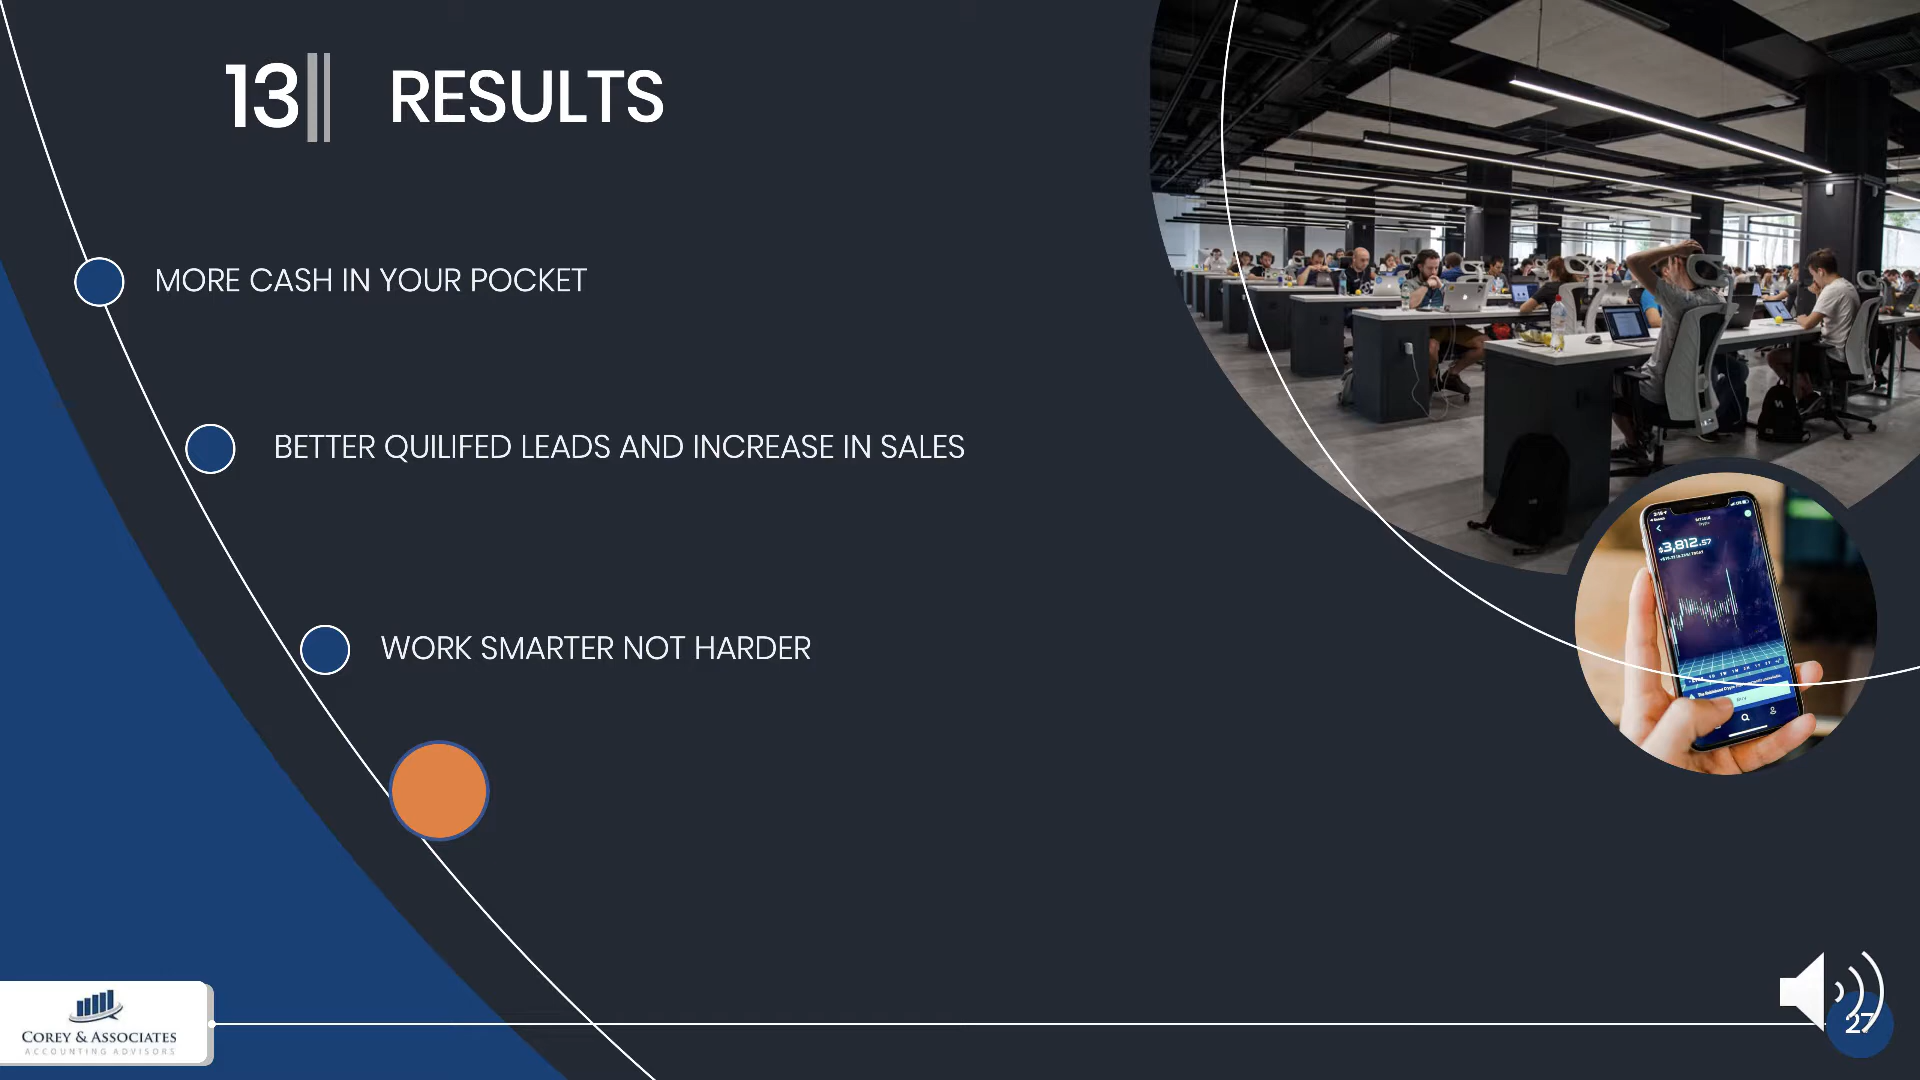 13 RESULTS
MORE CASH IN YOUR POCKET
BETTER QUILIFED LEADS AND INCREASE IN SALES
WORK SMARTER NOT HARDER
$3,812.57
COREY & ASSOCIATES
ACCOUNTING ADVISORS
27